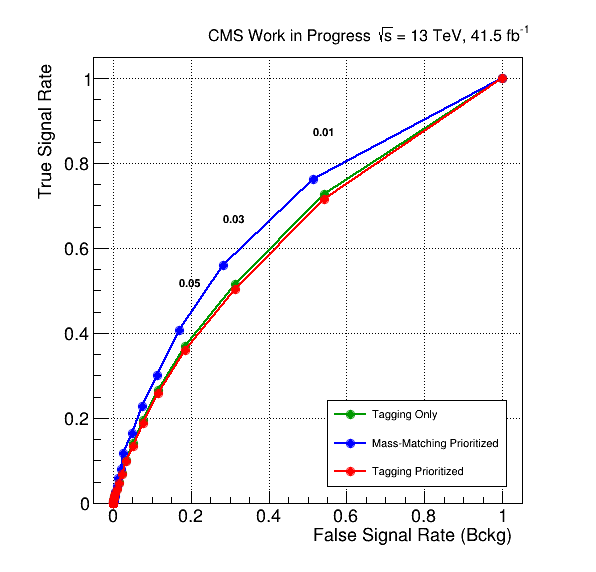 CMS Work in Progress √s = 13 TeV, 41.5 fb⁻¹
True Signal Rate
1
0.8
0.6
0.4
0.2
0
0.01
0.03
0.05
Tagging Only
Mass-Matching Prioritized
Tagging Prioritized
0 0.2 0.4 0.6 0.8 1
False Signal Rate (Bckg)